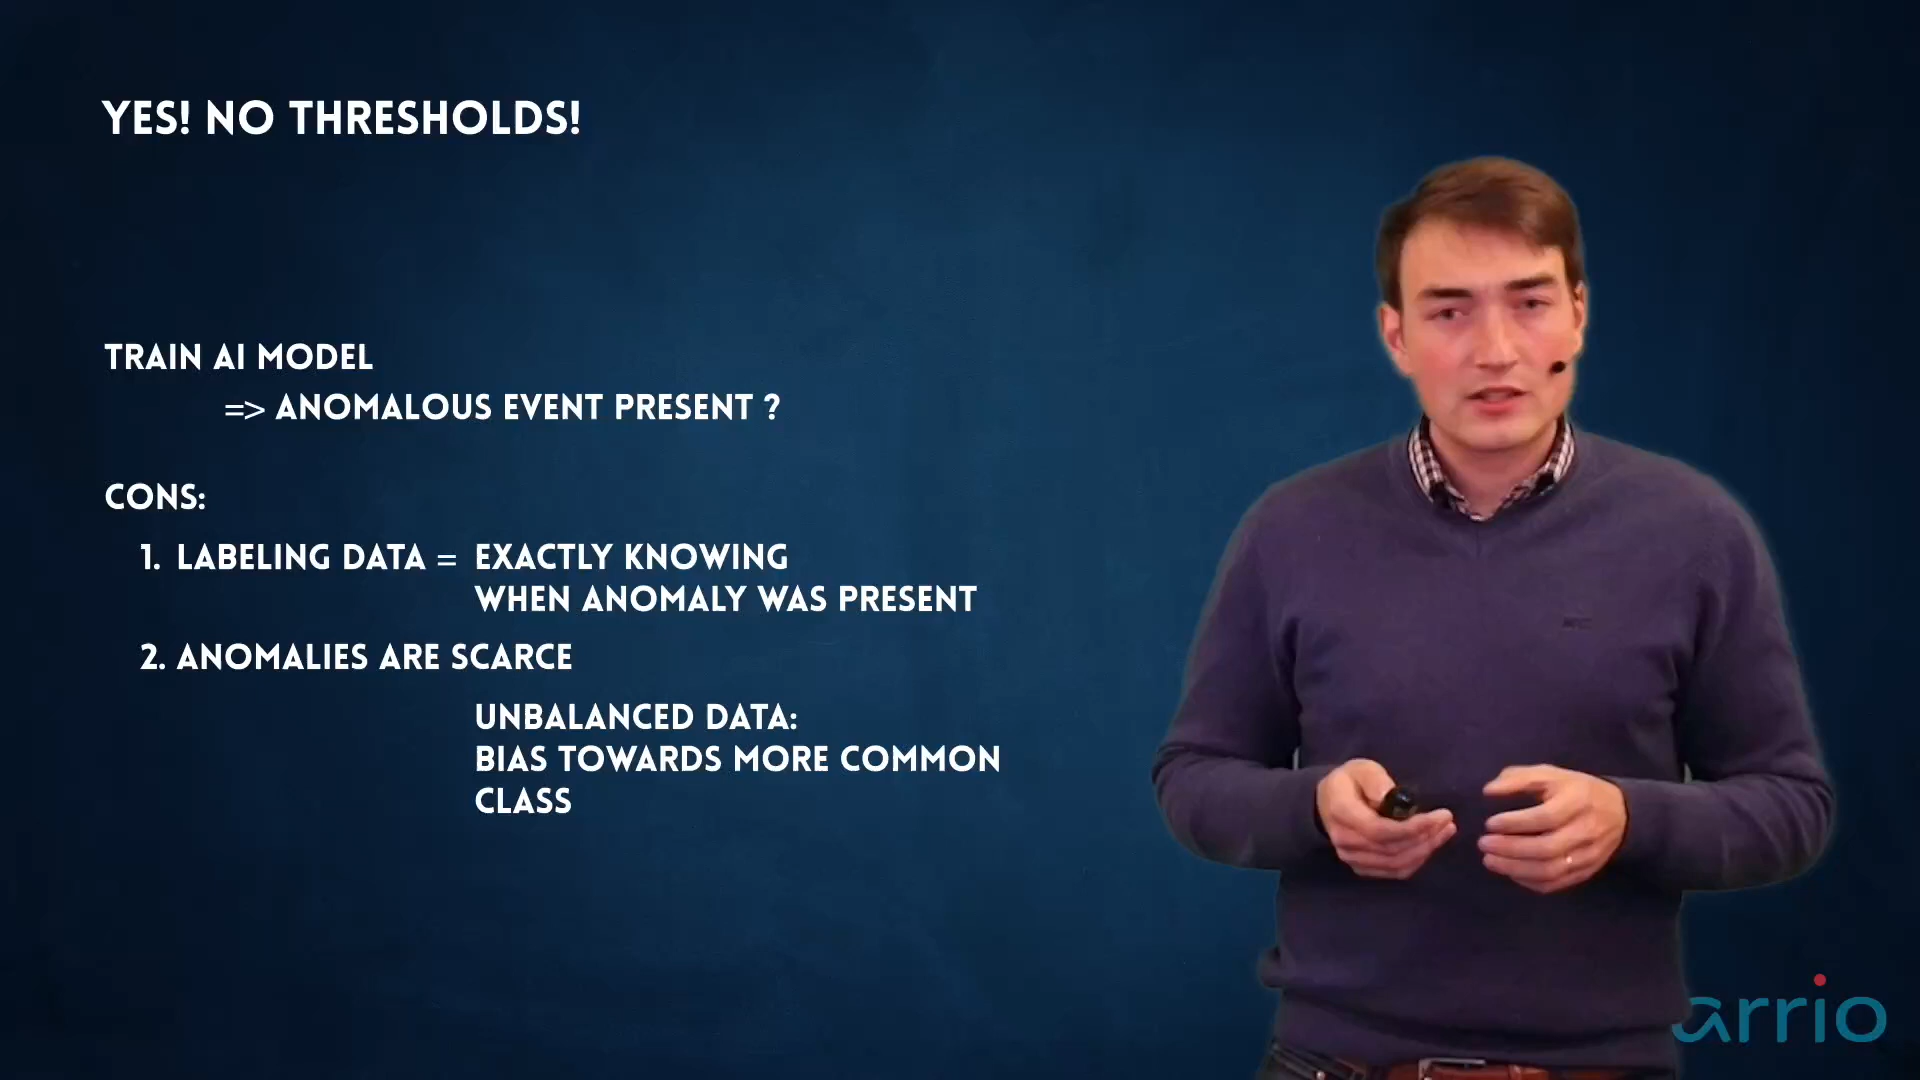 YES! NO THRESHOLDS!
TRAIN AI MODEL
=> ANOMALOUS EVENT PRESENT ?
CONS:
1. LABELING DATA = EXACTLY KNOWING
WHEN ANOMALY WAS PRESENT
2. ANOMALIES ARE SCARCE
UNBALANCED DATA:
BIAS TOWARDS MORE COMMON
CLASS
arrio